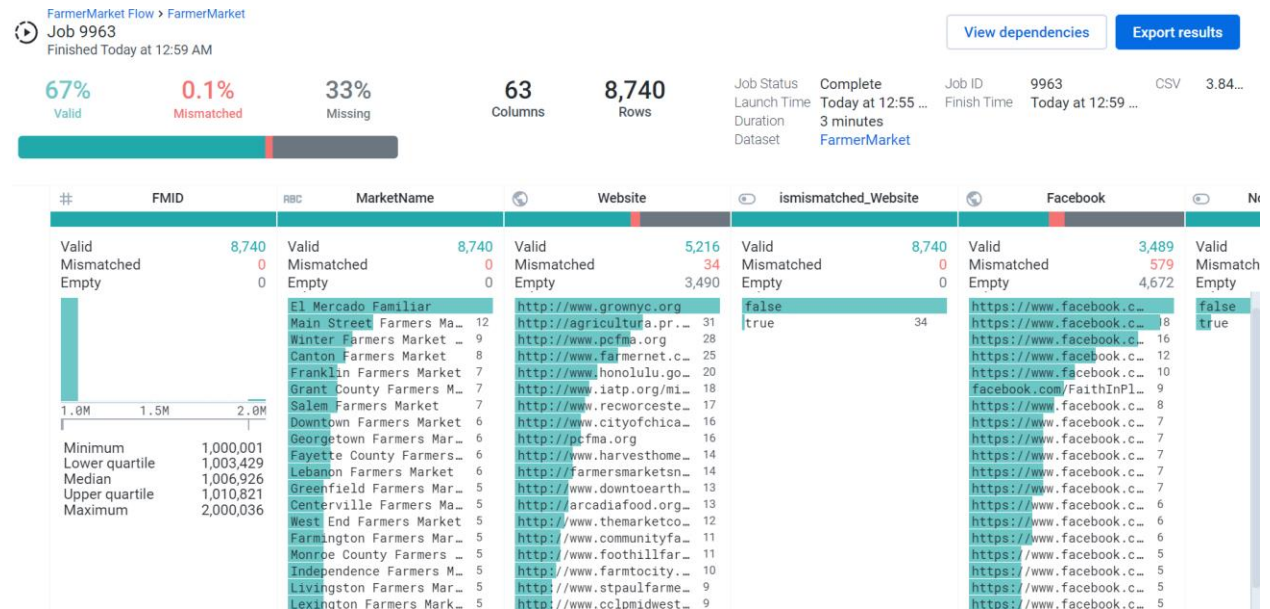 FarmerMarket Flow > FarmerMarket
Job 9963
Finished Today at 12:59 AM
View dependencies
Export results
67%
Valid
0.1%
Mismatched
33%
Missing
63
Columns
8,740
Rows
Job Status Complete
Launch Time Today at 12:55 ...
Duration 3 minutes
Dataset FarmerMarket
Job ID 9963
Finish Time Today at 12:59 ...
CSV 3.84...
# FMID
Valid 8,740
Mismatched 0
Empty 0
1.0M 1.5M 2.0M
Minimum 1,000,001
Lower quartile 1,003,429
Median 1,006,926
Upper quartile 1,010,821
Maximum 2,000,036
RBC MarketName
Valid 8,740
Mismatched 0
Empty 0
El Mercado Familiar
Main Street Farmers Ma… 12
Winter Farmers Market … 9
Canton Farmers Market 8
Franklin Farmers Market 7
Grant County Farmers M… 7
Salem Farmers Market 7
Downtown Farmers Market 6
Georgetown Farmers Mar… 6
Fayette County Farmers… 6
Lebanon Farmers Market 6
Greenfield Farmers Mar… 5
Centerville Farmers Ma… 5
West End Farmers Market 5
Farmington Farmers Mar… 5
Monroe County Farmers … 5
Independence Farmers M… 5
Livingston Farmers Mar… 5
Lexington Farmers Mark… 5
Website
Valid 5,216
Mismatched 34
Empty 3,490
http://www.grownyc.org
http://agricultura.pr.… 31
http://www.pcfma.org 28
http://www.farmernet.c… 25
http://www.honolulu.go… 20
http://www.iatp.org/mi… 18
http://www.recworceste… 17
http://www.cityofchica… 16
http://pcfma.org 16
http://www.harvesthome… 14
http://farmersmarketsn… 14
http://www.downtoearth… 13
http://arcadiafood.org… 13
http://www.themarketco… 12
http://www.communityfa… 11
http://www.foothillfar… 11
http://www.farmtocity.… 10
http://www.stpaulfarme… 9
http://www.cclpmidwest… 9
ismismatched_Website
Valid 8,740
Mismatched 0
Empty 0
false
true 34
Facebook
Valid 3,489
Mismatched 579
Empty 4,672
https://www.facebook.c…
https://www.facebook.c… 18
https://www.facebook.c… 16
https://www.facebook.c… 12
https://www.facebook.c… 10
facebook.com/FaithInPl… 9
https://www.facebook.c… 8
https://www.facebook.c… 7
https://www.facebook.c… 7
https://www.facebook.c… 7
https://www.facebook.c… 7
https://www.facebook.c… 7
https://www.facebook.c… 6
https://www.facebook.c… 6
https://www.facebook.c… 6
https://www.facebook.c… 5
https://www.facebook.c… 5
https://www.facebook.c… 5
https://www.facebook.c… 5
Valid
Mismatch
Empty
false
true